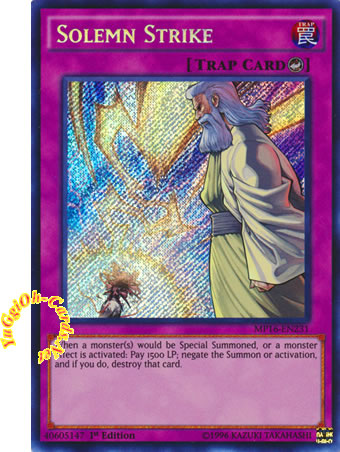 SOLEMN STRIKE
TRAP
罠
[TRAP CARD]
MP16-EN231
When a monster(s) would be Special Summoned, or a monster
effect is activated: Pay 1500 LP; negate the Summon or activation,
and if you do, destroy that card.
40605147 1st Edition
©1996 KAZUKI TAKAHASHI